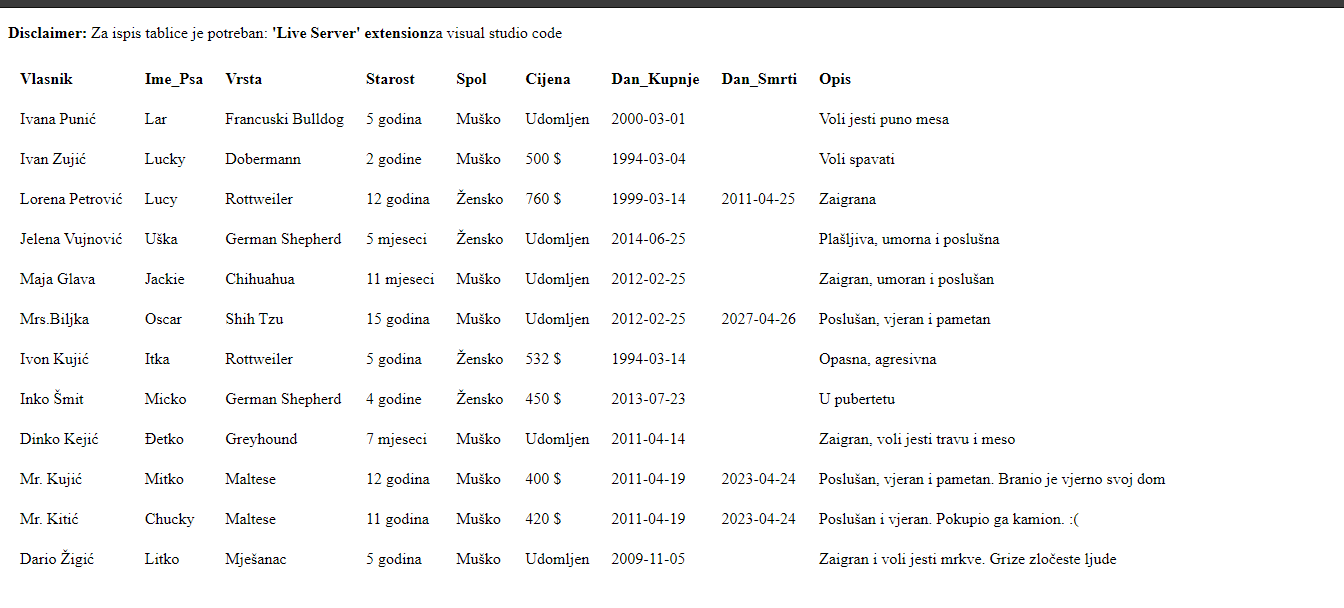 Disclaimer: Za ispis tablice je potreban: 'Live Server' extensionza visual studio code
Vlasnik Ime_Psa Vrsta Starost Spol Cijena Dan_Kupnje Dan_Smrti Opis
Ivana Punić Lar Francuski Bulldog 5 godina Muško Udomljen 2000-03-01 Voli jesti puno mesa
Ivan Zujić Lucky Dobermann 2 godine Muško 500 $ 1994-03-04 Voli spavati
Lorena Petrović Lucy Rottweiler 12 godina Žensko 760 $ 1999-03-14 2011-04-25 Zaigrana
Jelena Vujnović Uška German Shepherd 5 mjeseci Žensko Udomljen 2014-06-25 Plašljiva, umorna i poslušna
Maja Glava Jackie Chihuahua 11 mjeseci Muško Udomljen 2012-02-25 Zaigran, umoran i poslušan
Mrs.Biljka Oscar Shih Tzu 15 godina Muško Udomljen 2012-02-25 2027-04-26 Poslušan, vjeran i pametan
Ivon Kujić Itka Rottweiler 5 godina Žensko 532 $ 1994-03-14 Opasna, agresivna
Inko Šmit Micko German Shepherd 4 godine Žensko 450 $ 2013-07-23 U pubertetu
Dinko Kejić Đetko Greyhound 7 mjeseci Muško Udomljen 2011-04-14 Zaigran, voli jesti travu i meso
Mr. Kujić Mitko Maltese 12 godina Muško 400 $ 2011-04-19 2023-04-24 Poslušan, vjeran i pametan. Branio je vjerno svoj dom
Mr. Kitić Chucky Maltese 11 godina Muško 420 $ 2011-04-19 2023-04-24 Poslušan i vjeran. Pokupio ga kamion. :(
Dario Žigić Litko Mješanac 5 godina Muško Udomljen 2009-11-05 Zaigran i voli jesti mrkve. Grize zločeste ljude